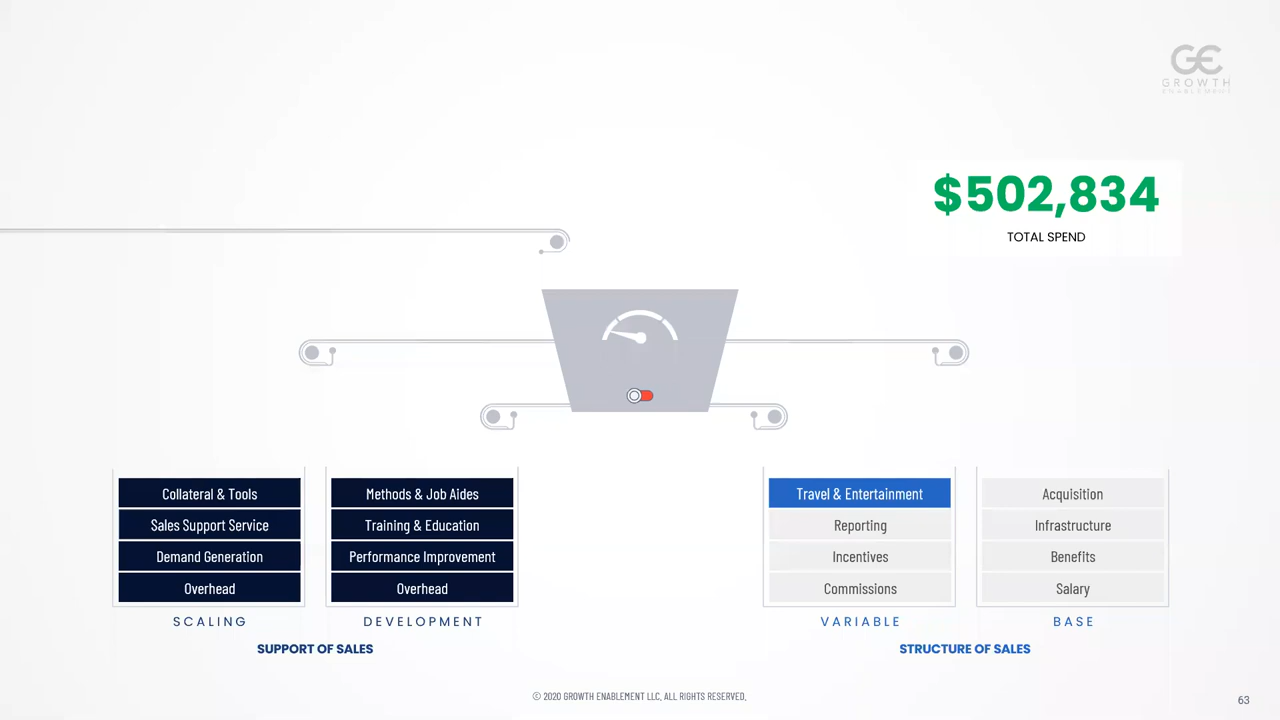 GE
GROWTH
ENABLEMENT
$502,834
TOTAL SPEND
Collateral & Tools
Sales Support Service
Demand Generation
Overhead
SCALING
Methods & Job Aides
Training & Education
Performance Improvement
Overhead
DEVELOPMENT
SUPPORT OF SALES
Travel & Entertainment
Reporting
Incentives
Commissions
VARIABLE
Acquisition
Infrastructure
Benefits
Salary
BASE
STRUCTURE OF SALES
© 2020 GROWTH ENABLEMENT LLC. ALL RIGHTS RESERVED.
63